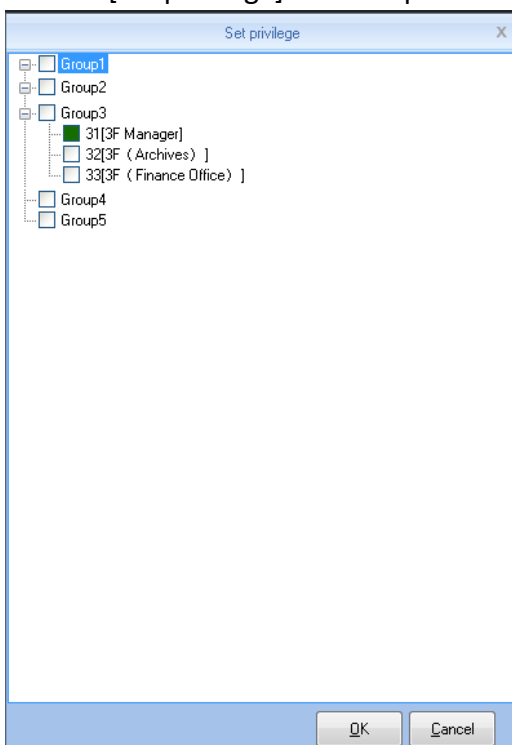 Set privilege X
Group1
Group2
Group3
31[3F Manager]
32[3F（Archives）]
33[3F（Finance Office）]
Group4
Group5
OK Cancel